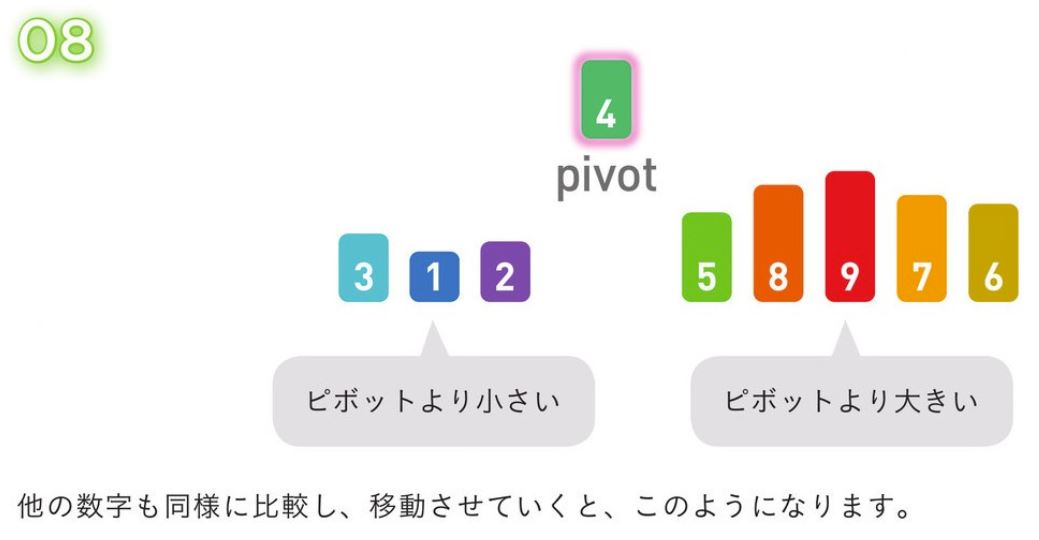 08
4
pivot
3 1 2 5 8 9 7 6
ピボットより小さい ピボットより大きい
他の数字も同様に比較し、移動させていくと、このようになります。